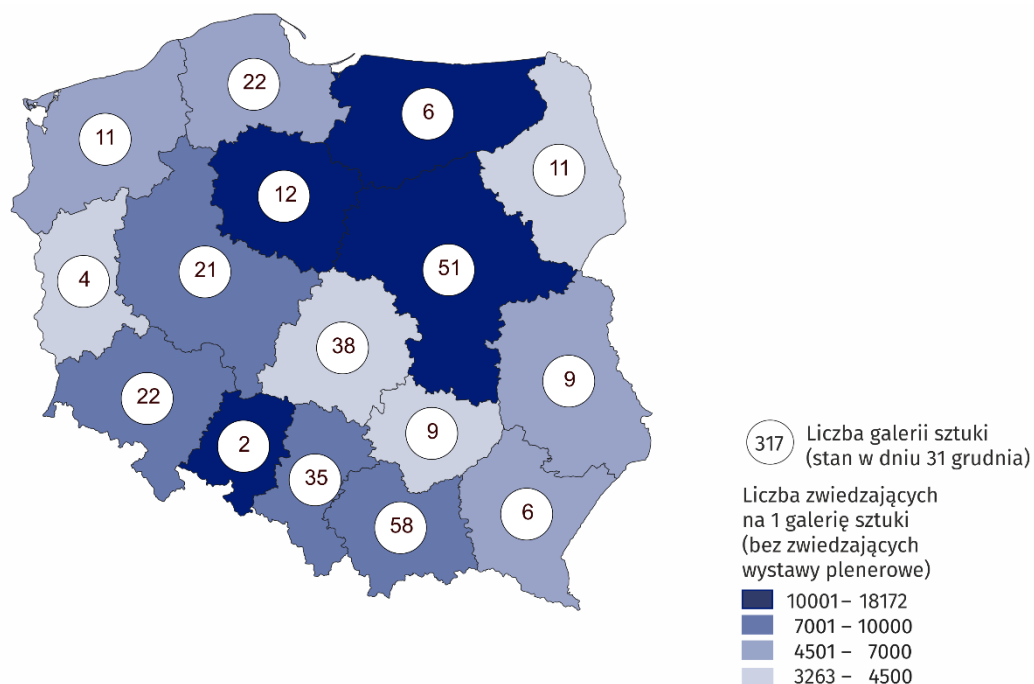 22
6
11
11
12
21
51
4
38
22
9
2
9
35
58
6
317
Liczba galerii sztuki
(stan w dniu 31 grudnia)
Liczba zwiedzających
na 1 galerię sztuki
(bez zwiedzających
wystawy plenerowe)
10001 – 18172
7001 – 10000
4501 – 7000
3263 – 4500